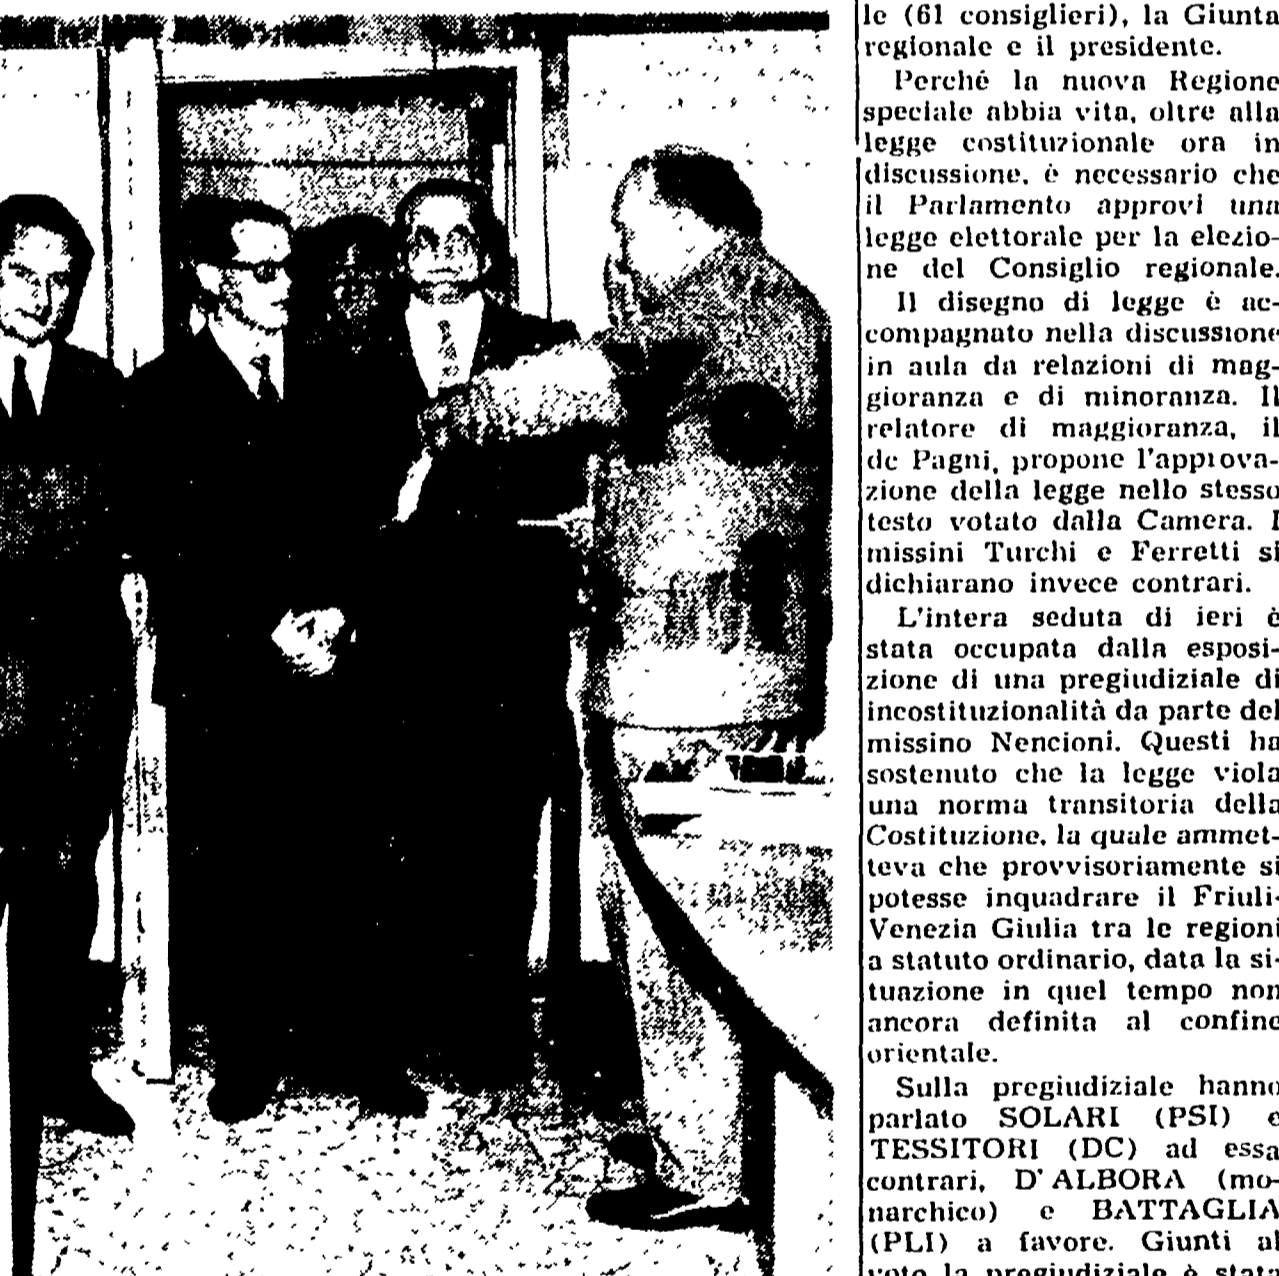 le (61 consiglieri), la Giunta
regionale e il presidente.
Perché la nuova Regione
speciale abbia vita, oltre alla
legge costituzionale ora in
discussione, è necessario che
il Parlamento approvi una
legge elettorale per la elezio-
ne del Consiglio regionale.
Il disegno di legge è ac-
compagnato nella discussione
in aula da relazioni di mag-
gioranza e di minoranza. Il
relatore di maggioranza, il
dc Pagni, propone l'approva-
zione della legge nello stesso
testo votato dalla Camera. I
missini Turchi e Ferretti si
dichiarano invece contrari.
L'intera seduta di ieri è
stata occupata dalla esposi-
zione di una pregiudiziale di
incostituzionalità da parte del
missino Nencioni. Questi ha
sostenuto che la legge viola
una norma transitoria della
Costituzione, la quale ammet-
teva che provvisoriamente si
potesse inquadrare il Friuli-
Venezia Giulia tra le regioni
a statuto ordinario, data la si-
tuazione in quel tempo non
ancora definita al confine
orientale.
Sulla pregiudiziale hanno
parlato SOLARI (PSI) e
TESSITORI (DC) ad essa
contrari, D'ALBORA (mo-
narchico) e BATTAGLIA
(PLI) a favore. Giunti al
voto la pregiudiziale è stata